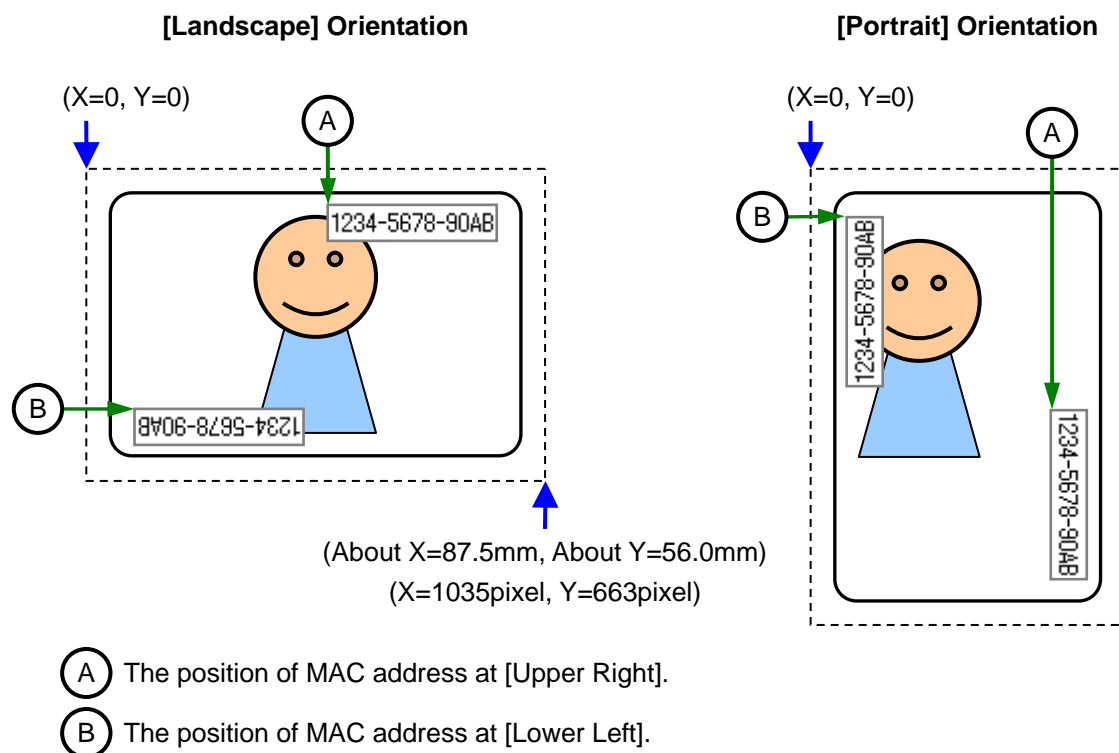 [Landscape] Orientation
[Portrait] Orientation
(X=0, Y=0)
(X=0, Y=0)
A
A
1234-5678-90AB
B
1234-5678-90AB
B
1234-5678-90AB
1234-5678-90AB
(About X=87.5mm, About Y=56.0mm)
(X=1035pixel, Y=663pixel)
A The position of MAC address at [Upper Right].
B The position of MAC address at [Lower Left].